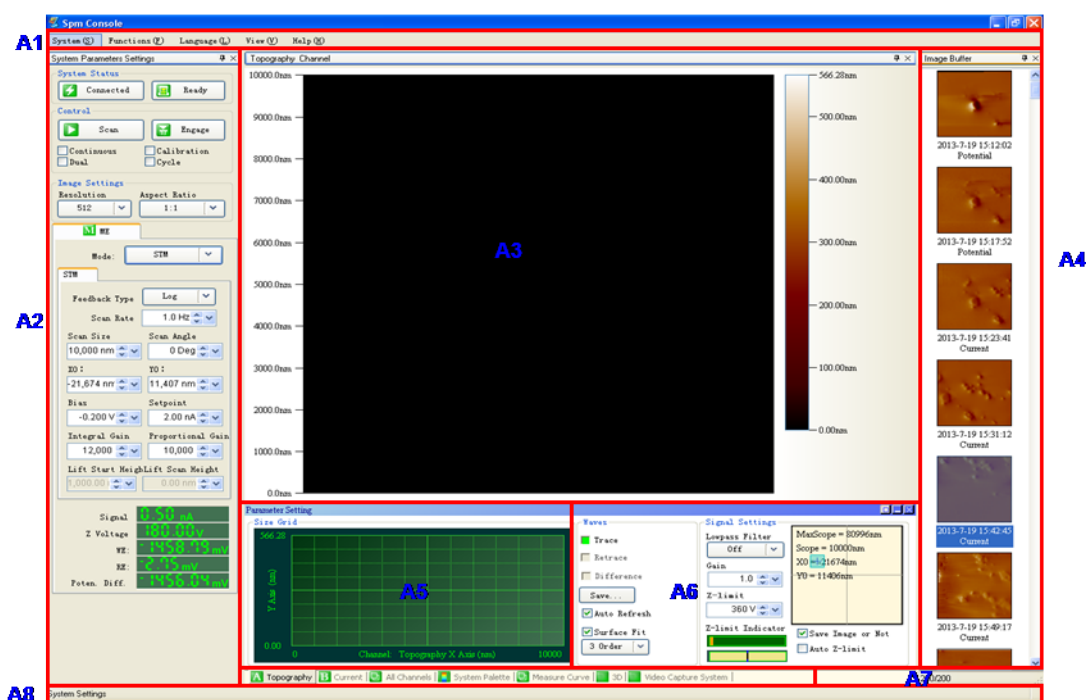 Spm Console
A1
System(S) Functions(F) Language(L) View(V) Help(H)
System Parameters Settings
System Status
Connected Ready
Control
Scan Engage
Continuous Calibration
Dual Cycle
Image Settings
Resolution Aspect Ratio
512 1:1
M
Mode: STM
STM
Feedback Type Log
A2
Scan Rate 1.0 Hz
Scan Size Scan Angle
10,000 nm 0 Deg
X0: Y0:
-21,674 nm 11,407 nm
Bias Setpoint
-0.200 V 2.00 nA
Integral Gain Proportional Gain
12,000 10,000
Lift Start Heigh Lift Scan Height
1,000.00 0.00 nm
Signal 0.50 nA
Z Voltage 180.00V
WE: -1458.79 mV
RE: -2.75 mV
Poten. Diff. -1456.04 mV
Topography Channel
10000.0nm
9000.0nm
8000.0nm
7000.0nm
6000.0nm
5000.0nm
4000.0nm
3000.0nm
2000.0nm
1000.0nm
0.0nm
A3
566.28nm
500.00nm
400.00nm
300.00nm
200.00nm
100.00nm
0.00nm
Image Buffer
2013-7-19 15:12:02
Potential
2013-7-19 15:17:52
Potential
A4
2013-7-19 15:23:41
Current
2013-7-19 15:31:12
Current
2013-7-19 15:42:45
Current
2013-7-19 15:49:17
Current
Parameter Setting
Size Grid
566.28
Y Axis (nm)
A5
0.00
0 Channel: Topography X Axis (nm) 10000
Waves
Trace
Retrace
Difference
Save...
Auto Refresh
Surface Fit
3 Order
Signal Settings
Lowpass Filter
Off
Gain
1.0
A6
Z-limit
360 V
Z-limit Indicator
MaxScope = 80996nm
Scope = 10000nm
X0 = -21674nm
Y0 = 11406nm
Save Image or Not
Auto Z-limit
A Topography B Current All Channels System Palette Measure Curve 3D Video Capture System
A7
/200
A8
System Settings